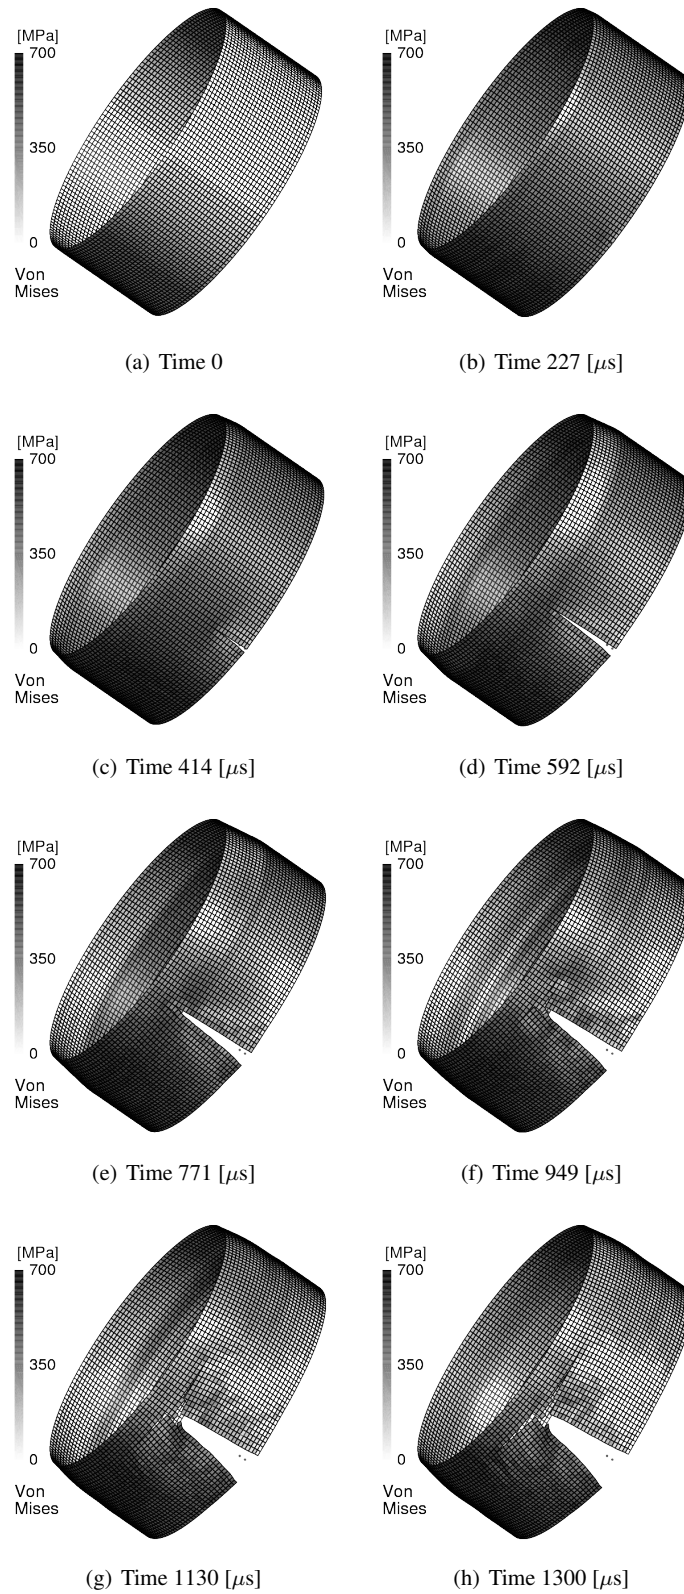 [MPa]
700
350
0
Von
Mises
(a) Time 0
[MPa]
700
350
0
Von
Mises
(b) Time 227 [μs]
[MPa]
700
350
0
Von
Mises
(c) Time 414 [μs]
[MPa]
700
350
0
Von
Mises
(d) Time 592 [μs]
[MPa]
700
350
0
Von
Mises
(e) Time 771 [μs]
[MPa]
700
350
0
Von
Mises
(f) Time 949 [μs]
[MPa]
700
350
0
Von
Mises
(g) Time 1130 [μs]
[MPa]
700
350
0
Von
Mises
(h) Time 1300 [μs]